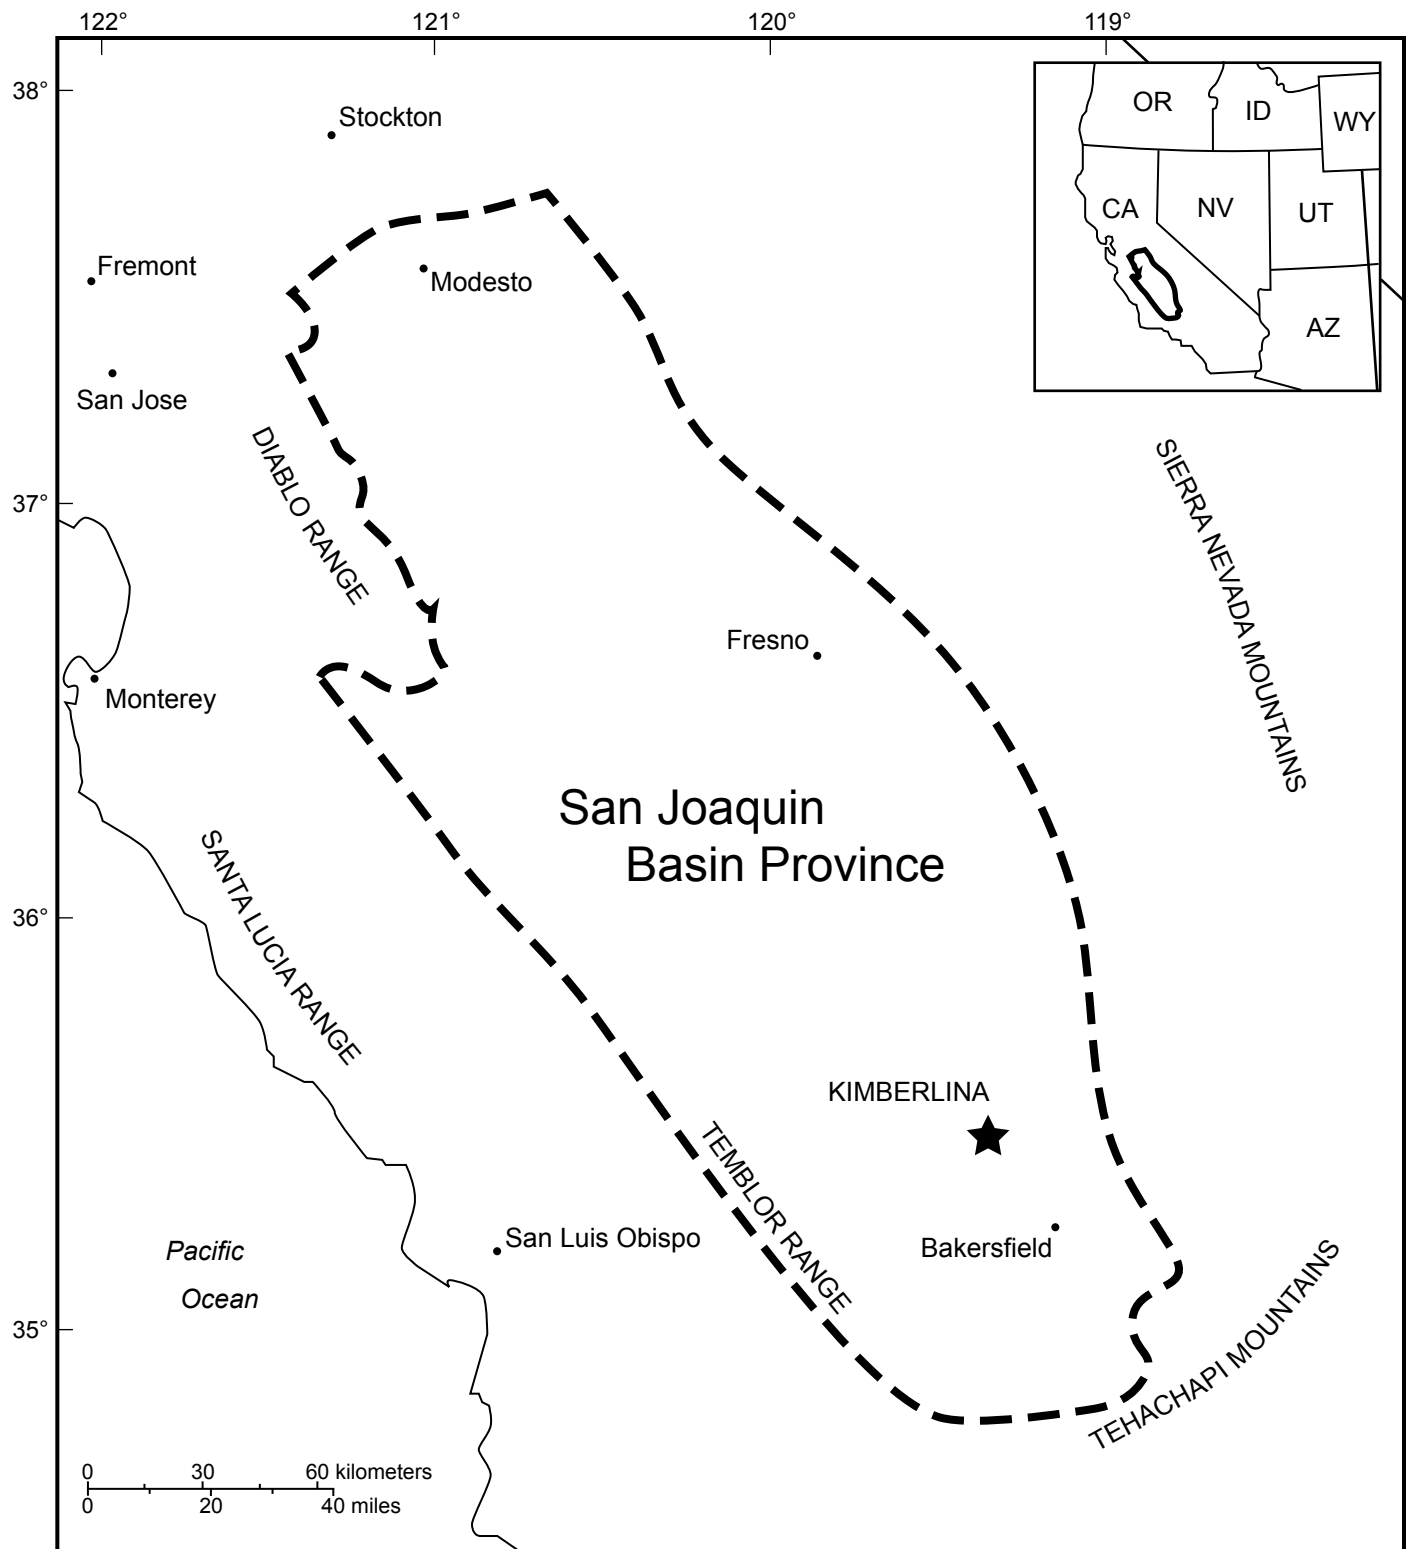 122°
121°
120°
119°
38°
Stockton
OR
ID
WY
CA
NV
UT
AZ
Fremont
Modesto
San Jose
DIABLO RANGE
SIERRA NEVADA MOUNTAINS
37°
Fresno
Monterey
San Joaquin
Basin Province
SANTA LUCIA RANGE
36°
KIMBERLINA
TEMBLOR RANGE
San Luis Obispo
Bakersfield
Pacific
Ocean
TEHACHAPI MOUNTAINS
35°
0 30 60 kilometers
0 20 40 miles